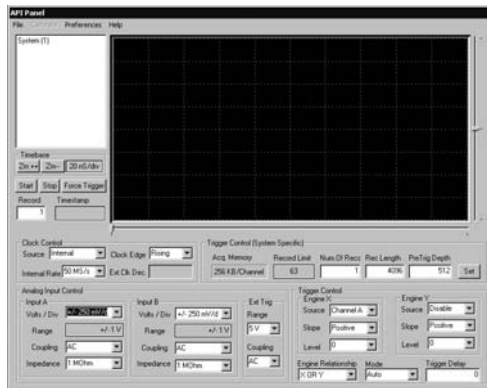 API Panel
File Preferences Help
System (1)
Timebase
Zm ++ Zm-- 20 nS/div
Start Stop Force Trigger
Record Timestamp
1
Clock Control
Source Internal Clock Edge Rising
Internal Rate 50 MS/s Ext Clk Dec.
Trigger Control (System Specific)
Acq. Memory Record Limit Num.Of Recs Rec Length PreTrig Depth
256 KB/Channel 63 1 4096 512 Set
Analog Input Control
Input A
Volts / Div +/- 250 mV/d
Range +/-1 V
Coupling AC
Impedance 1 MOhm
Input B
Volts / Div +/- 250 mV/d
Range +/-1 V
Coupling AC
Impedance 1 MOhm
Ext Trig
Range
5 V
Coupling
AC
Trigger Control
Engine X
Source Channel A
Slope Positive
Level 0
Engine Y
Source Disable
Slope Positive
Level 0
Engine Relationship Mode Trigger Delay
X OR Y Auto 0